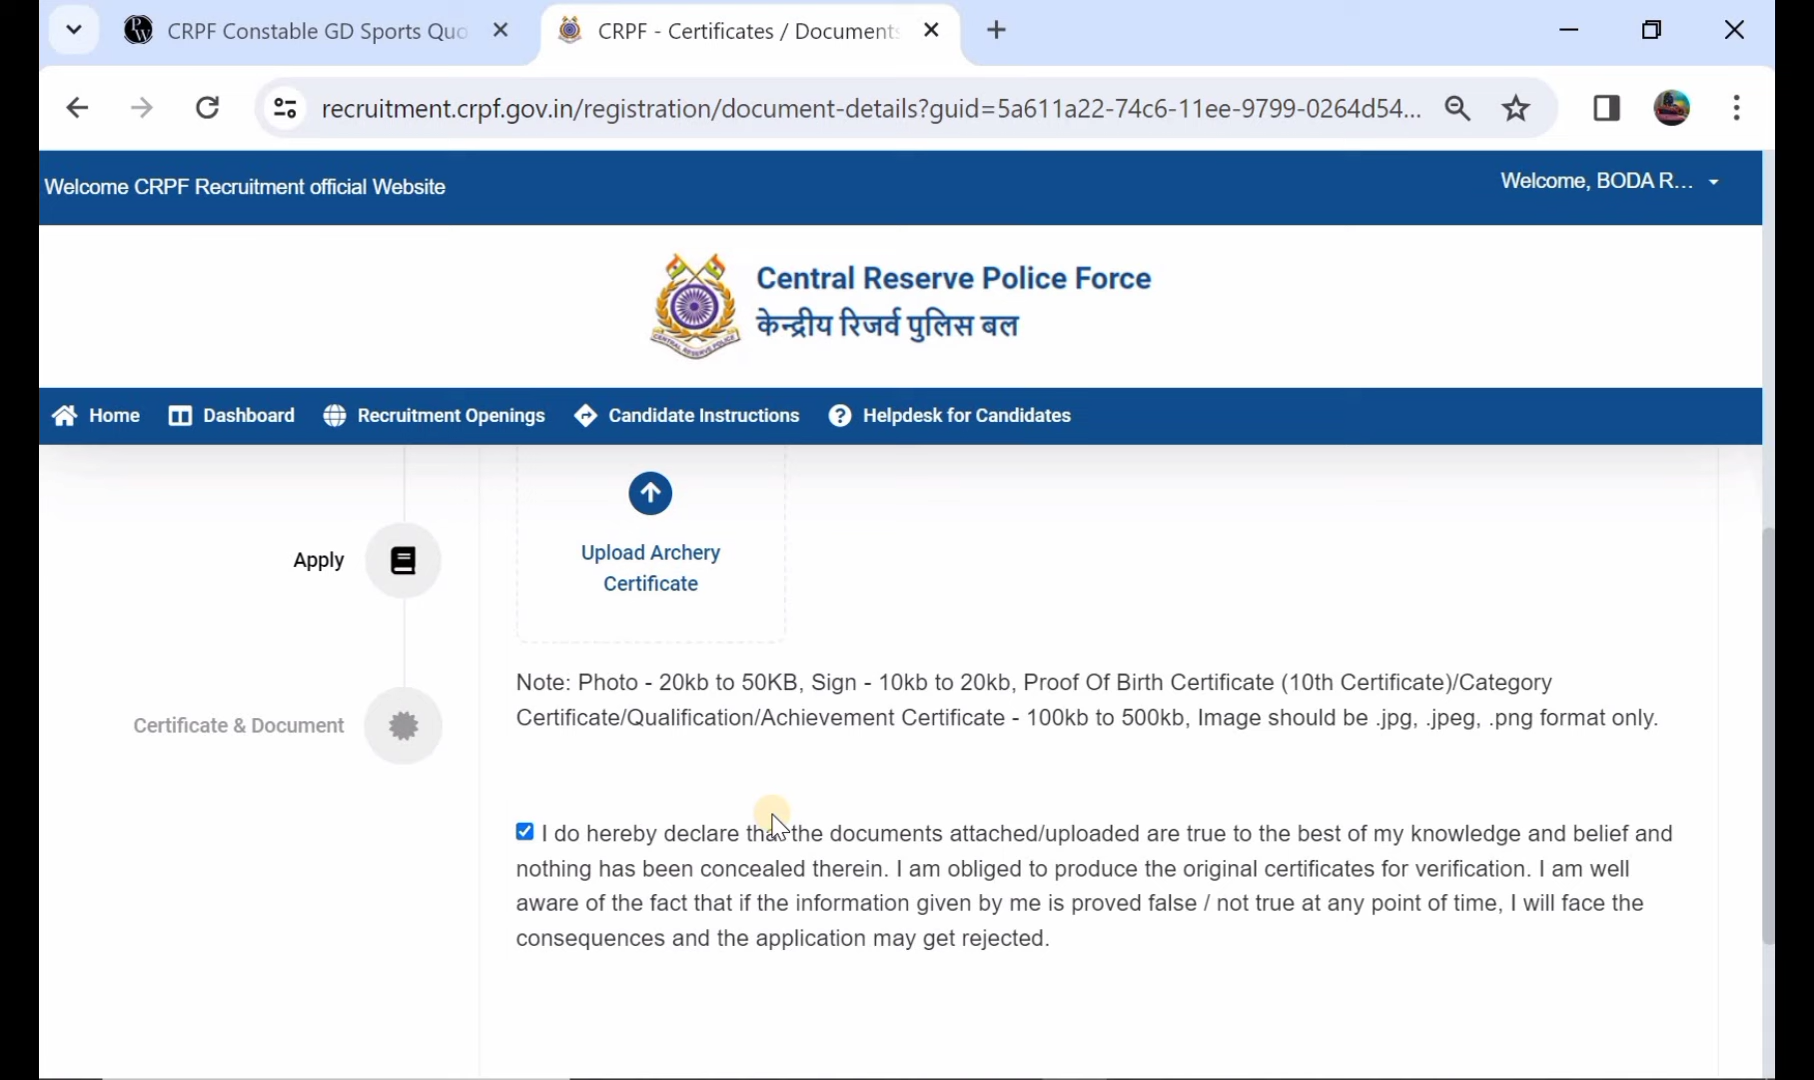 CRPF Constable GD Sports Quo
CRPF - Certificates / Documents
recruitment.crpf.gov.in/registration/document-details?guid=5a611a22-74c6-11ee-9799-0264d54...
Welcome CRPF Recruitment official Website
Welcome, BODA R...
Central Reserve Police Force
केन्द्रीय रिजर्व पुलिस बल
CENTRAL RESERVE POLICE
Home
Dashboard
Recruitment Openings
Candidate Instructions
Helpdesk for Candidates
Upload Archery
Certificate
Apply
Note: Photo - 20kb to 50KB, Sign - 10kb to 20kb, Proof Of Birth Certificate (10th Certificate)/Category
Certificate/Qualification/Achievement Certificate - 100kb to 500kb, Image should be .jpg, .jpeg, .png format only.
Certificate & Document
I do hereby declare that the documents attached/uploaded are true to the best of my knowledge and belief and
nothing has been concealed therein. I am obliged to produce the original certificates for verification. I am well
aware of the fact that if the information given by me is proved false / not true at any point of time, I will face the
consequences and the application may get rejected.